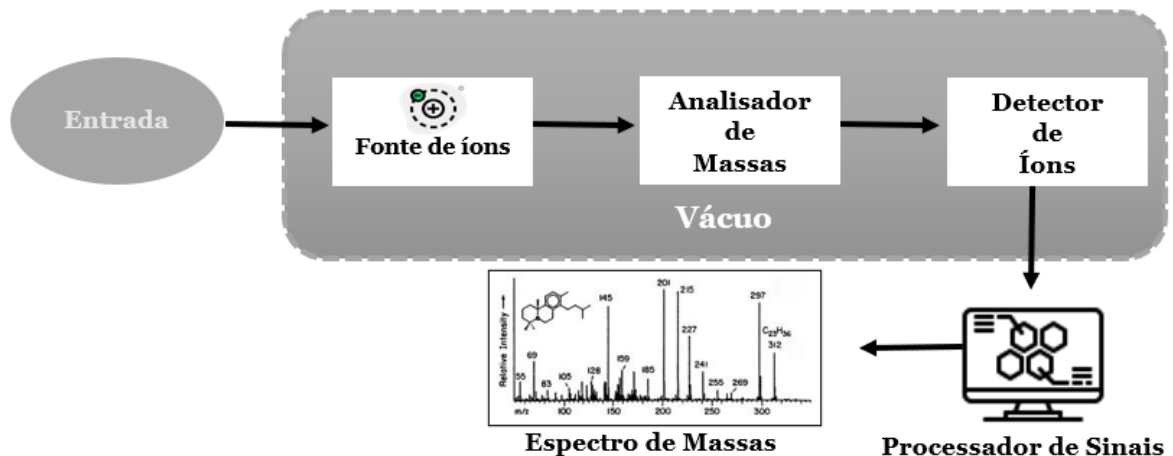 Entrada
Fonte de íons
Analisador
de
Massas
Detector
de
Íons
Vácuo
Relative Intensity →
55
69
83
105
128
145
159
185
201
215
227
241
255
269
297
C23H36
312
m/z
100
150
200
250
300
Espectro de Massas
Processador de Sinais